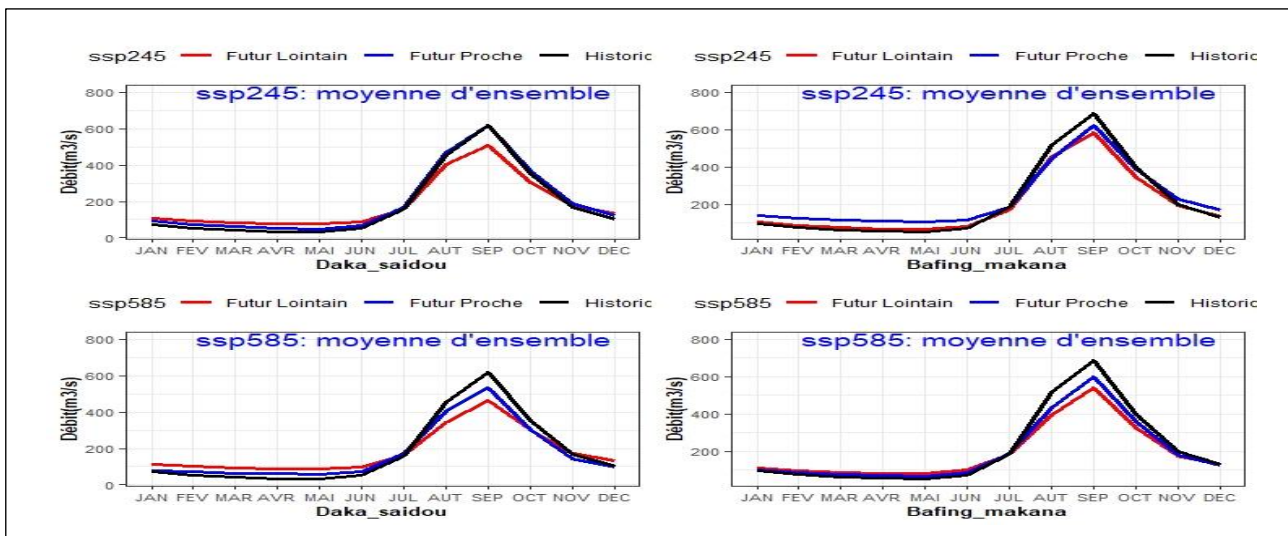 ssp245 Futur Lointain Futur Proche Historic
ssp245: moyenne d'ensemble
800
600
400
200
0
Débit(m3/s)
JAN FEV MAR AVR MAI JUN JUL AUT SEP OCT NOV DEC
Daka_saidou
ssp245 Futur Lointain Futur Proche Historic
ssp245: moyenne d'ensemble
800
600
400
200
Débit(m3/s)
JAN FEV MAR AVR MAI JUN JUL AUT SEP OCT NOV DEC
Bafing_makana
ssp585 Futur Lointain Futur Proche Historic
ssp585: moyenne d'ensemble
800
600
400
200
0
Débit(m3/s)
JAN FEV MAR AVR MAI JUN JUL AUT SEP OCT NOV DEC
Daka_saidou
ssp585 Futur Lointain Futur Proche Historic
ssp585: moyenne d'ensemble
800
600
400
200
Débit(m3/s)
JAN FEV MAR AVR MAI JUN JUL AUT SEP OCT NOV DEC
Bafing_makana